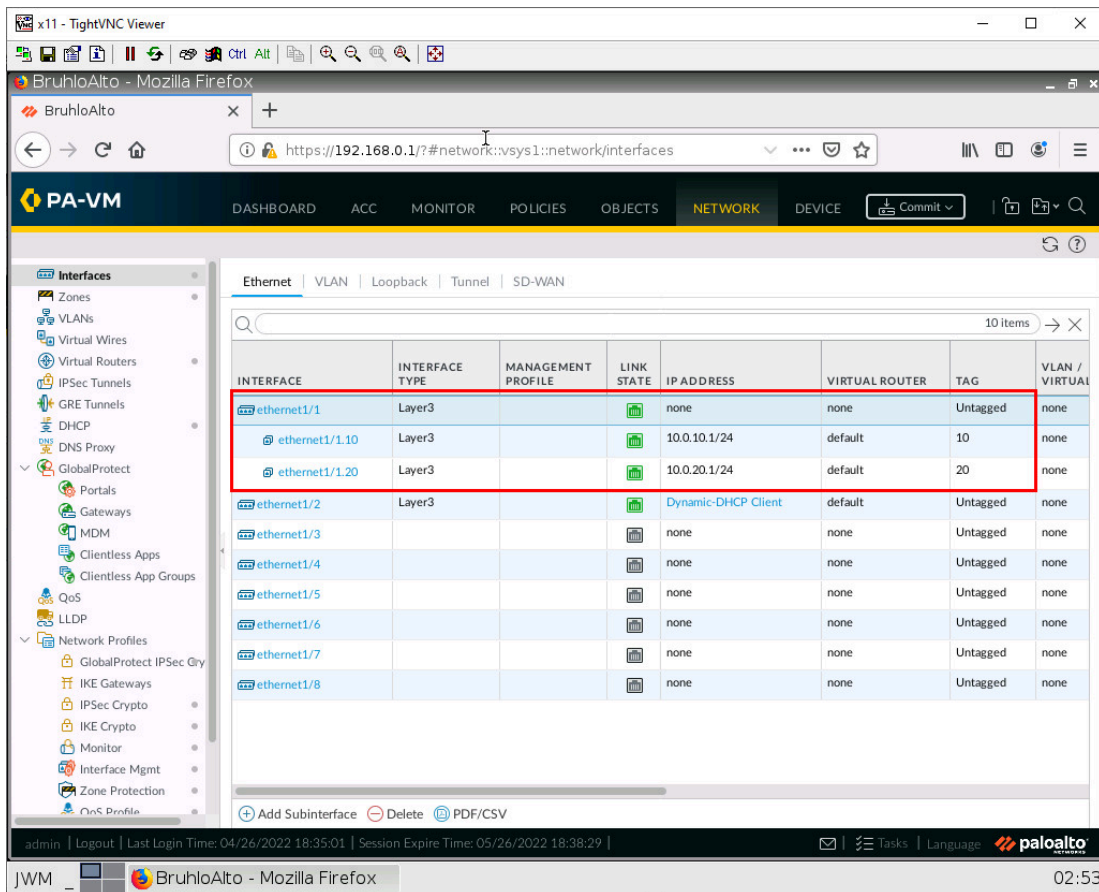 x11 - TightVNC Viewer
Ctrl Alt
BruhloAlto - Mozilla Firefox
BruhloAlto
https://192.168.0.1/?#network::vsys1::network/interfaces
PA-VM
DASHBOARD ACC MONITOR POLICIES OBJECTS NETWORK DEVICE Commit
Interfaces
Zones
VLANs
Virtual Wires
Virtual Routers
IPSec Tunnels
GRE Tunnels
DHCP
DNS Proxy
GlobalProtect
Portals
Gateways
MDM
Clientless Apps
Clientless App Groups
QoS
LLDP
Network Profiles
GlobalProtect IPSec Cry
IKE Gateways
IPSec Crypto
IKE Crypto
Monitor
Interface Mgmt
Zone Protection
QoS Profile
Ethernet | VLAN | Loopback | Tunnel | SD-WAN
10 items
INTERFACE INTERFACE TYPE MANAGEMENT PROFILE LINK STATE IP ADDRESS VIRTUAL ROUTER TAG VLAN / VIRTUAL
ethernet1/1 Layer3 none none Untagged none
ethernet1/1.10 Layer3 10.0.10.1/24 default 10 none
ethernet1/1.20 Layer3 10.0.20.1/24 default 20 none
ethernet1/2 Layer3 Dynamic-DHCP Client default Untagged none
ethernet1/3 none none Untagged none
ethernet1/4 none none Untagged none
ethernet1/5 none none Untagged none
ethernet1/6 none none Untagged none
ethernet1/7 none none Untagged none
ethernet1/8 none none Untagged none
Add Subinterface Delete PDF/CSV
admin | Logout | Last Login Time: 04/26/2022 18:35:01 | Session Expire Time: 05/26/2022 18:38:29 | Tasks | Language paloalto NETWORKS
JWM BruhloAlto - Mozilla Firefox 02:53